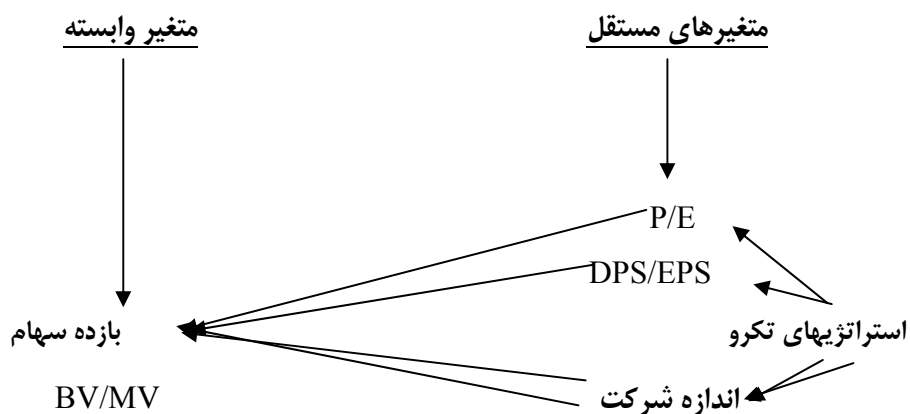 متغیرهای مستقل
متغیر وابسته
P/E
DPS/EPS
استراتژیهای تکرو
بازده سهام
اندازه شرکت
BV/MV